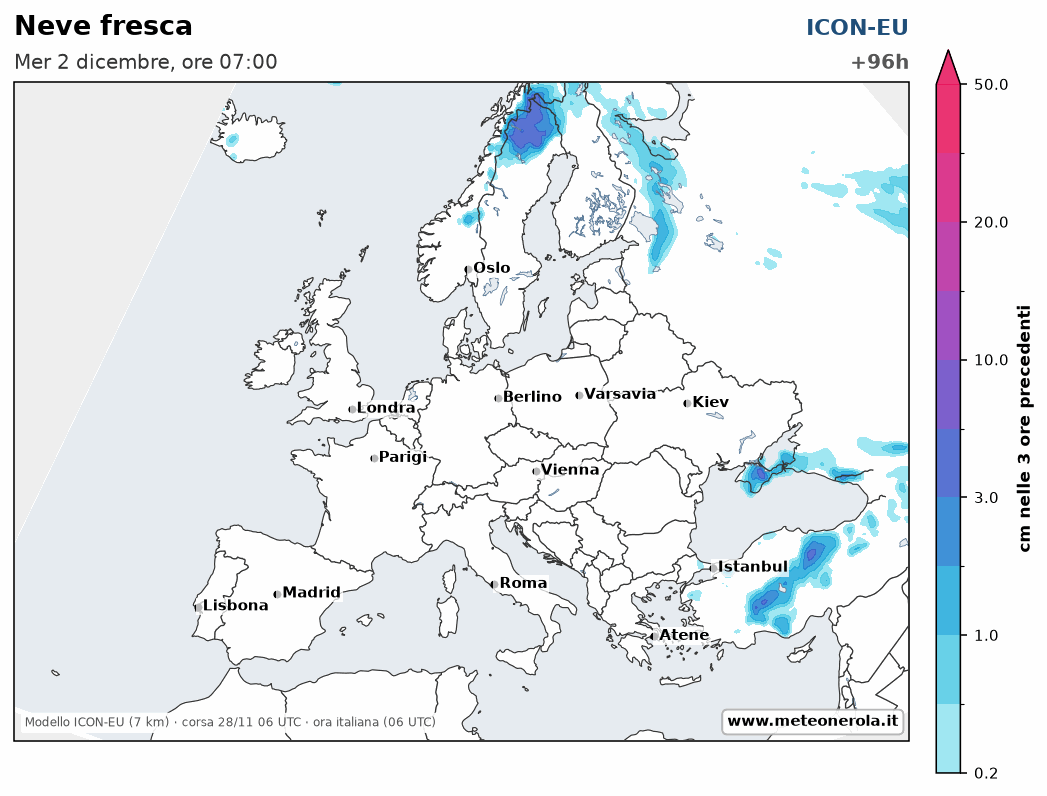 Neve fresca
ICON-EU
Mer 2 dicembre, ore 07:00
+96h
50.0
20.0
10.0
3.0
1.0
0.2
cm nelle 3 ore precedenti
Oslo
Londra
Berlino
Varsavia
Kiev
Parigi
Vienna
Istanbul
Roma
Madrid
Lisbona
Atene
Modello ICON-EU (7 km) · corsa 28/11 06 UTC · ora italiana (06 UTC)
www.meteonerola.it